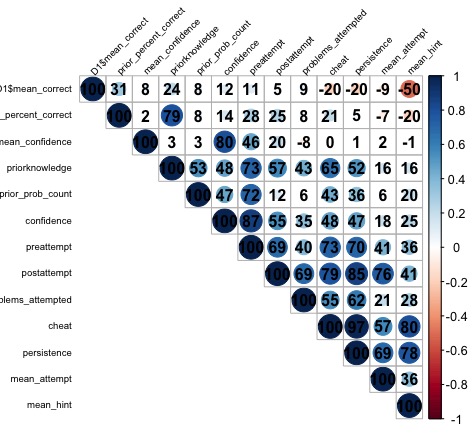 D1$mean_correct
prior_percent_correct
mean_confidence
priorknowledge
prior_prob_count
confidence
preattempt
postattempt
problems_attempted
cheat
persistence
mean_attempt
mean_hint
D1$mean_correct 100 31 8 24 8 12 11 5 9 -20 -20 -9 -50
_percent_correct 100 2 79 8 14 28 25 8 21 5 -7 -20
mean_confidence 100 3 3 80 46 20 -8 0 1 2 -1
priorknowledge 100 53 48 73 57 43 65 52 16 16
prior_prob_count 100 47 72 12 6 43 36 6 20
confidence 100 87 55 35 48 47 18 25
preattempt 100 69 40 73 70 41 36
postattempt 100 69 79 85 76 41
blems_attempted 100 55 62 21 28
cheat 100 97 57 80
persistence 100 69 78
mean_attempt 100 36
mean_hint 100
1
0.8
0.6
0.4
0.2
0
-0.2
-0.4
-0.6
-0.8
-1